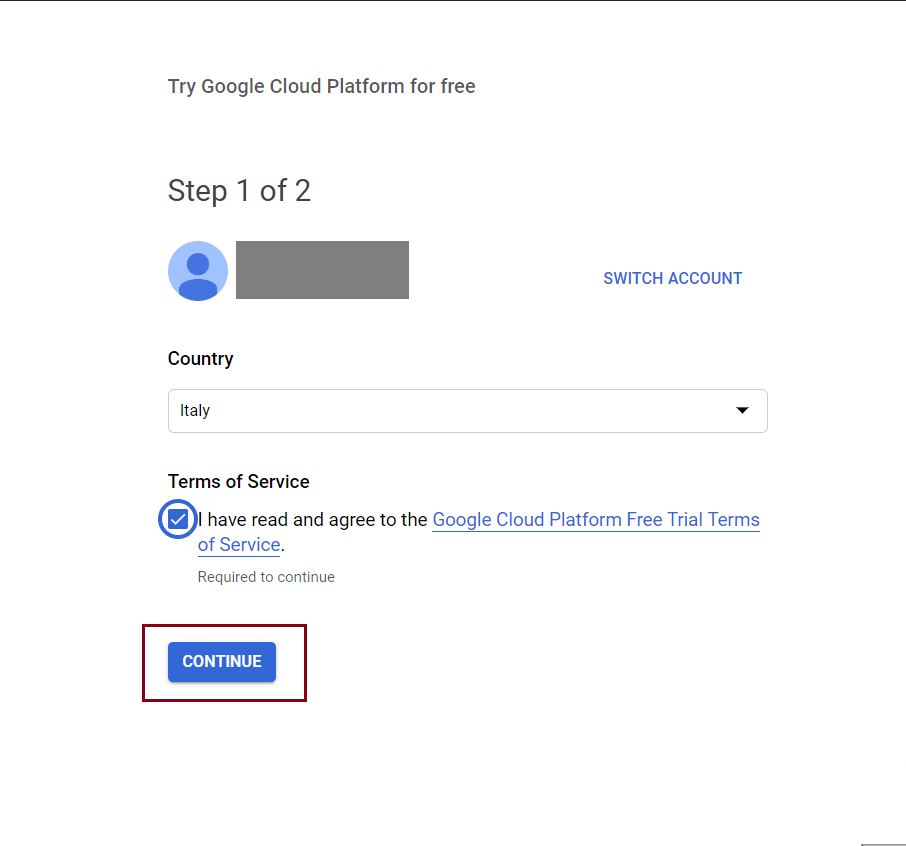 Try Google Cloud Platform for free
Step 1 of 2
SWITCH ACCOUNT
Country
Italy
Terms of Service
I have read and agree to the Google Cloud Platform Free Trial Terms
of Service.
Required to continue
CONTINUE